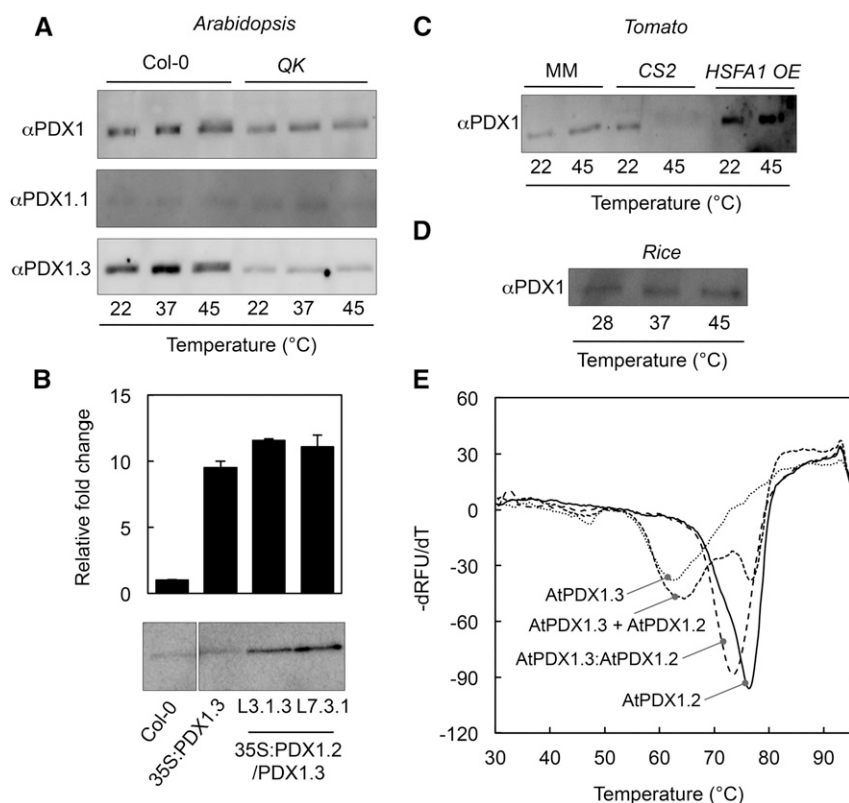 A
Arabidopsis
Col-0 QK
αPDX1
αPDX1.1
αPDX1.3
22 37 45 22 37 45
Temperature (°C)
B
Relative fold change
15
10
5
0
Col-0
35S:PDX1.3
L3.1.3 L7.3.1
35S:PDX1.2
/PDX1.3
C
Tomato
MM CS2 HSFA1 OE
αPDX1
22 45 22 45 22 45
Temperature (°C)
D
Rice
αPDX1
28 37 45
Temperature (°C)
E
-dRFU/dT
60
30
0
-30
-60
-90
-120
AtPDX1.3
AtPDX1.3 + AtPDX1.2
AtPDX1.3:AtPDX1.2
AtPDX1.2
30 40 50 60 70 80 90
Temperature (°C)